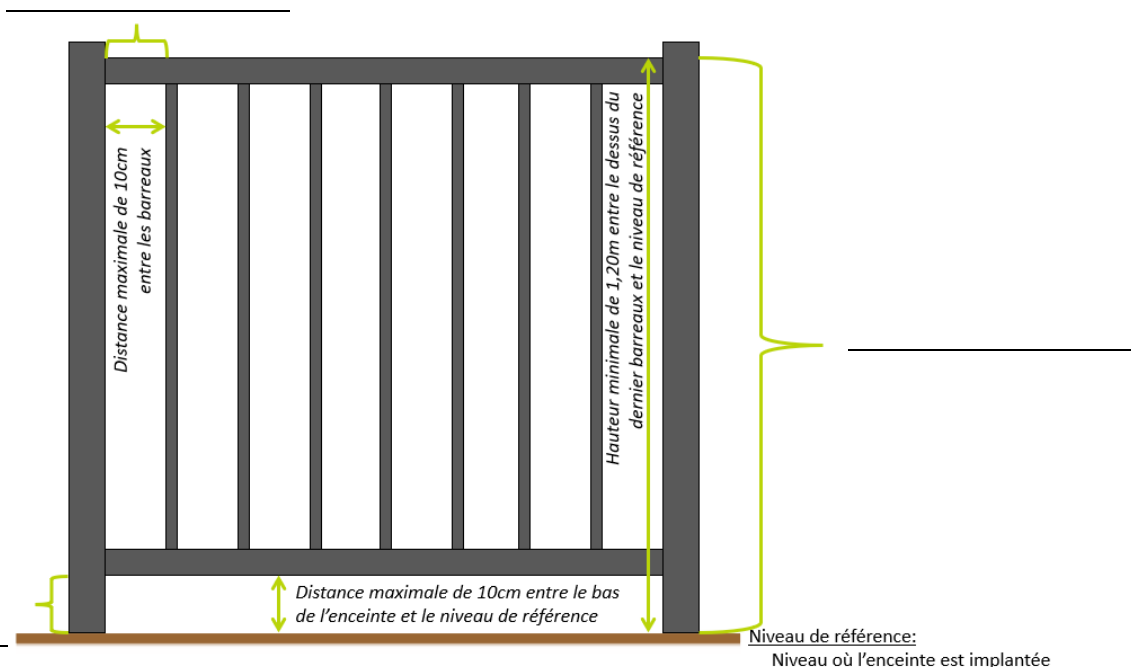 Distance maximale de 10cm
entre les barreaux
Hauteur minimale de 1,20m entre le dessus du
dernier barreaux et le niveau de référence
Distance maximale de 10cm entre le bas
de l'enceinte et le niveau de référence
Niveau de référence:
Niveau où l'enceinte est implantée